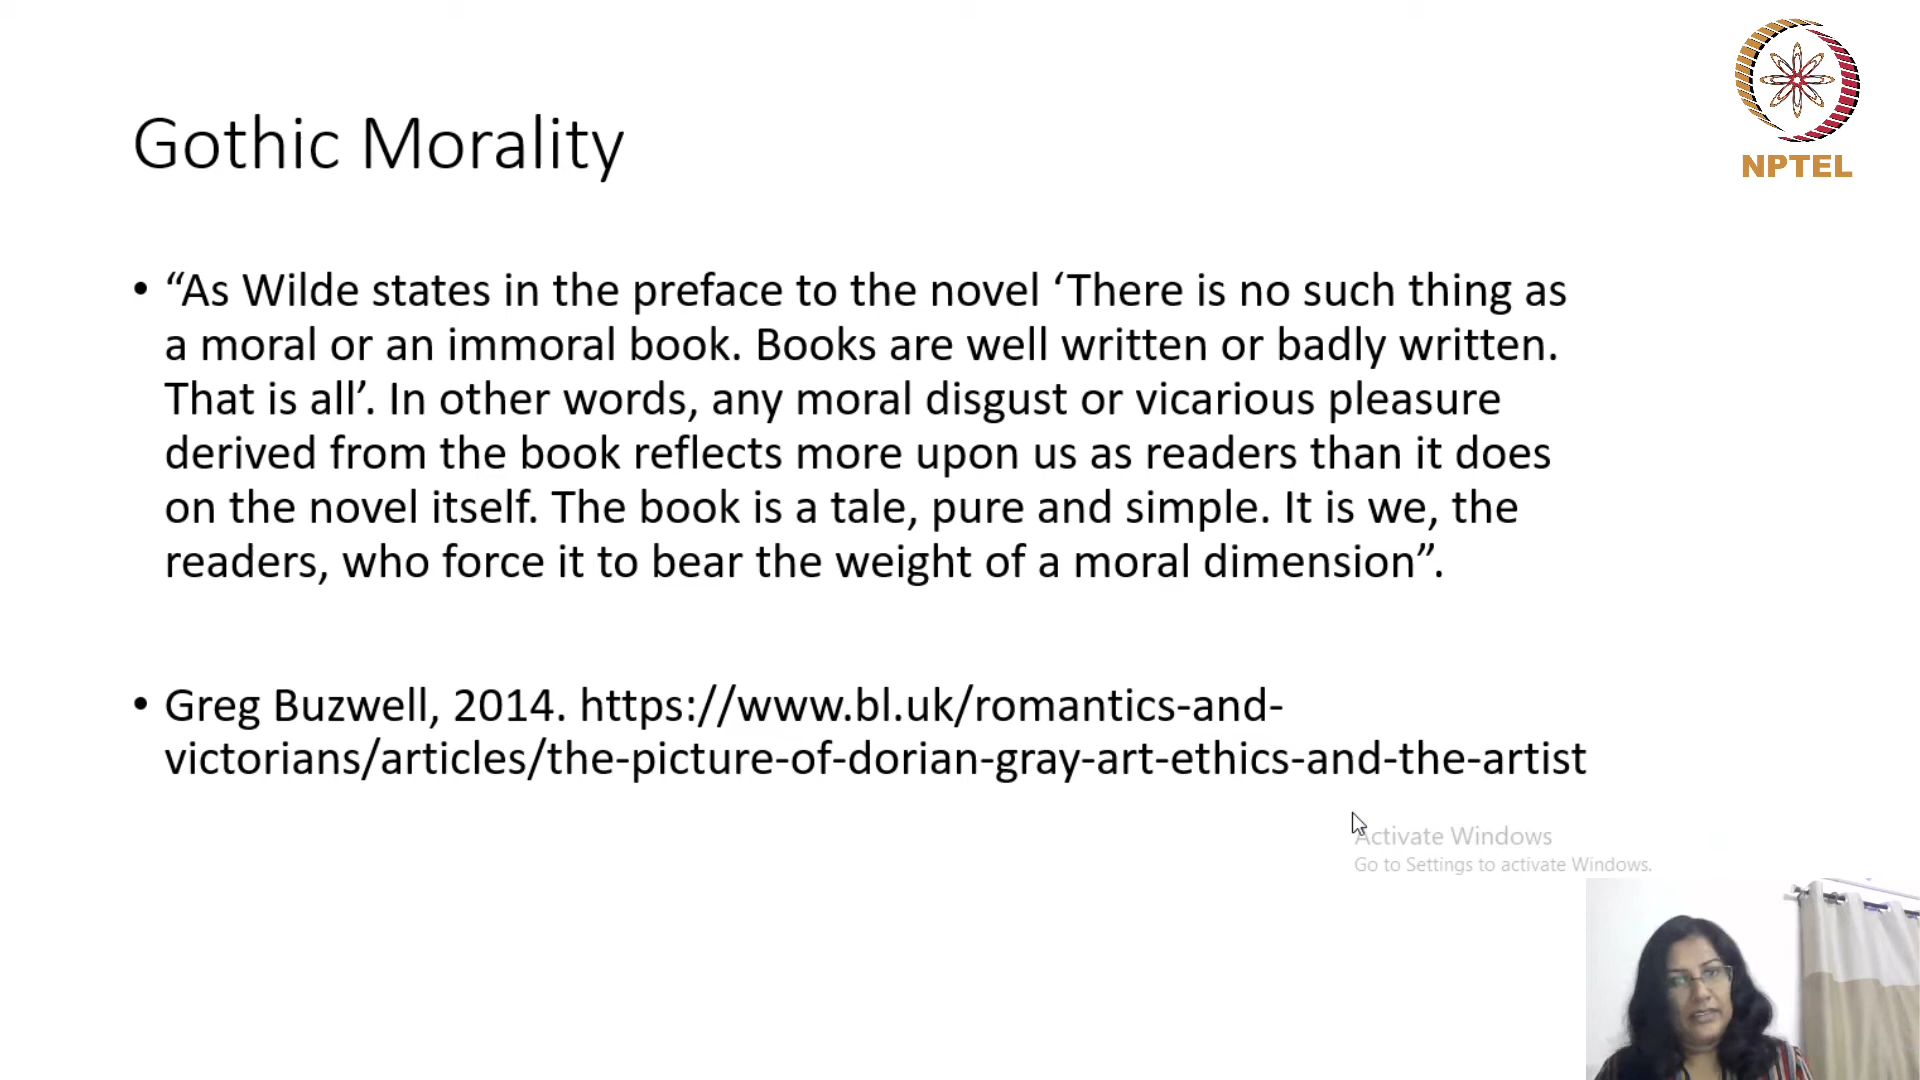 NPTEL
Gothic Morality
• “As Wilde states in the preface to the novel ‘There is no such thing as
a moral or an immoral book. Books are well written or badly written.
That is all’. In other words, any moral disgust or vicarious pleasure
derived from the book reflects more upon us as readers than it does
on the novel itself. The book is a tale, pure and simple. It is we, the
readers, who force it to bear the weight of a moral dimension”.
• Greg Buzwell, 2014. https://www.bl.uk/romantics-and-
victorians/articles/the-picture-of-dorian-gray-art-ethics-and-the-artist
Activate Windows
Go to Settings to activate Windows.